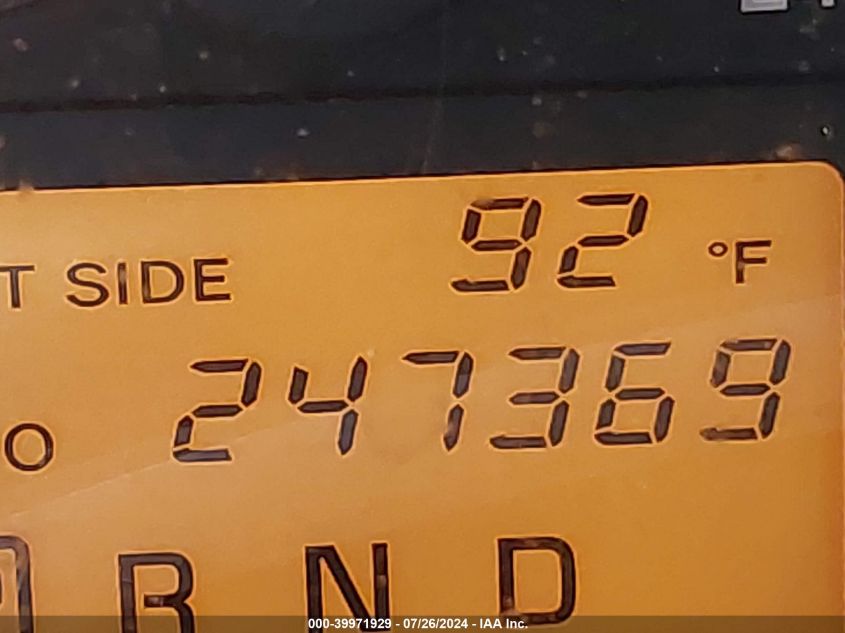 T SIDE 92 °F
O 247369
R N D
000-39971929 - 07/26/2024 - IAA Inc.